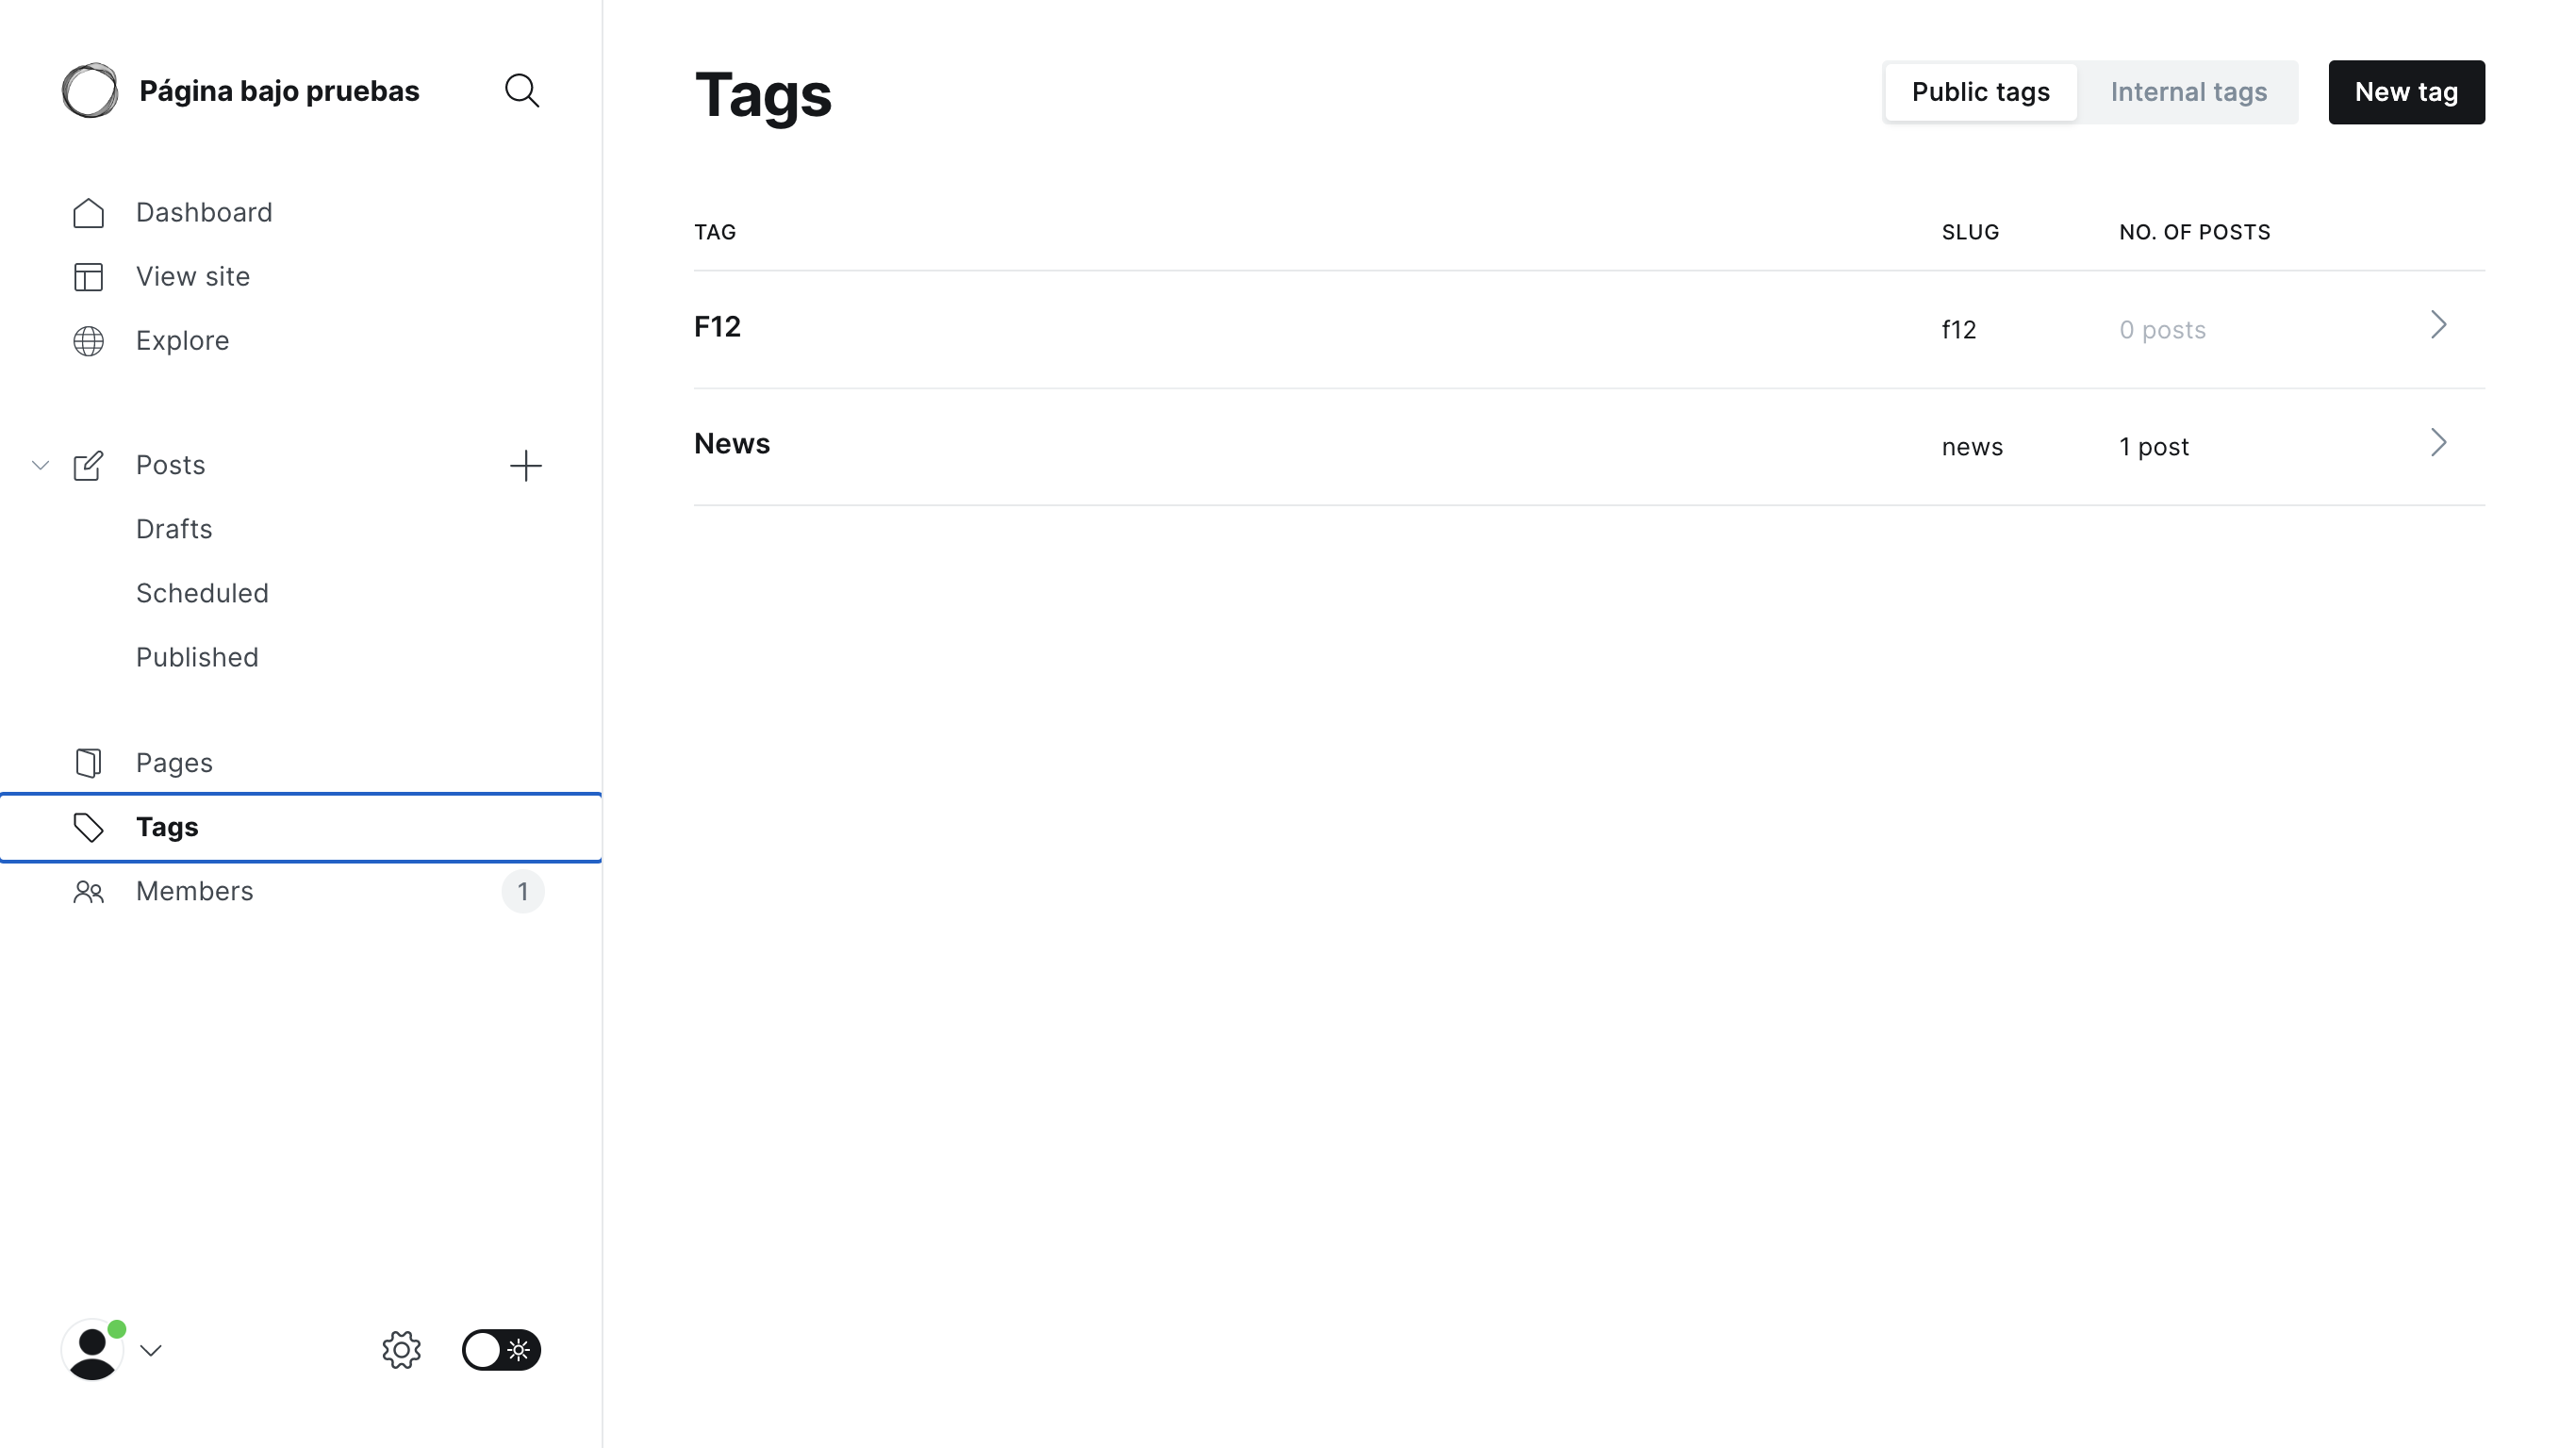 Página bajo pruebas
Dashboard
View site
Explore
Posts
Drafts
Scheduled
Published
Pages
Tags
Members 1
Tags
Public tags Internal tags New tag
TAG SLUG NO. OF POSTS
F12 f12 0 posts
News news 1 post